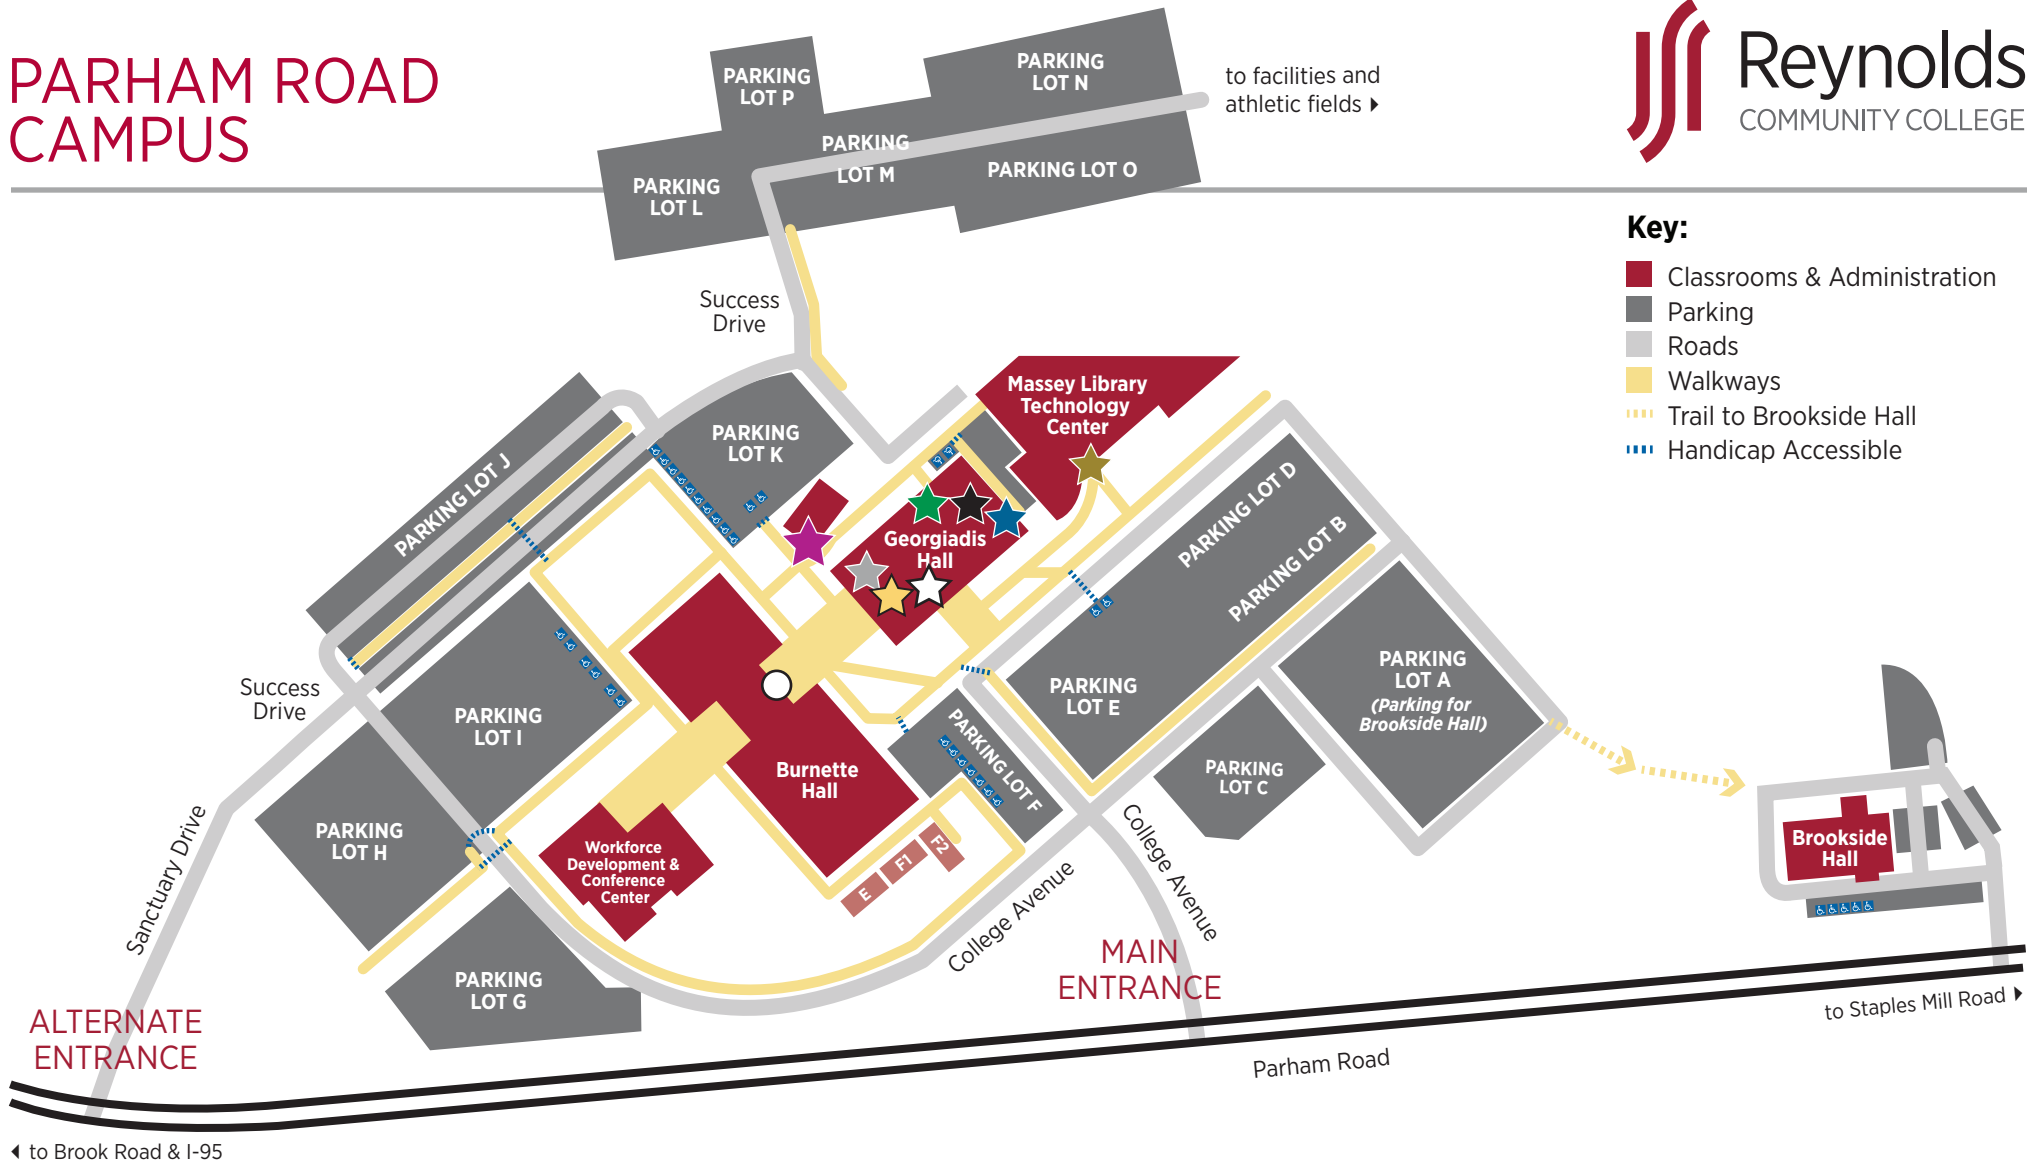 PARHAM ROAD
CAMPUS
Reynolds
COMMUNITY COLLEGE
PARKING
LOT P
PARKING
LOT N
to facilities and
athletic fields
PARKING
LOT M
PARKING LOT O
PARKING
LOT L
Key:
Classrooms & Administration
Parking
Roads
Walkways
Trail to Brookside Hall
Handicap Accessible
Success
Drive
Massey Library
Technology
Center
PARKING
LOT K
PARKING LOT J
PARKING LOT D
PARKING LOT B
Georgiadis
Hall
PARKING
LOT A
(Parking for
Brookside Hall)
PARKING
LOT E
Success
Drive
PARKING
LOT I
PARKING LOT F
Burnette
Hall
PARKING
LOT C
PARKING
LOT H
Workforce
Development &
Conference
Center
E
F1
F2
Brookside
Hall
Sanctuary Drive
College Avenue
College Avenue
MAIN
ENTRANCE
PARKING
LOT G
ALTERNATE
ENTRANCE
to Staples Mill Road
Parham Road
to Brook Road & I-95